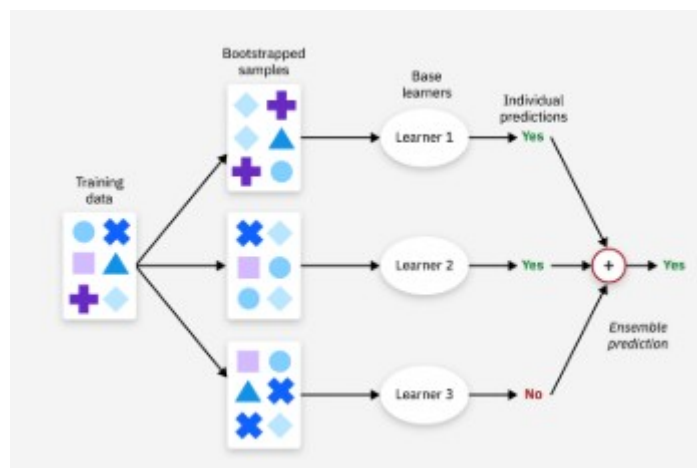 Bootstrapped
samples
Base
learners
Individual
predictions
Learner 1
Yes
Training
data
Learner 2
Yes
+
Yes
Ensemble
prediction
Learner 3
No